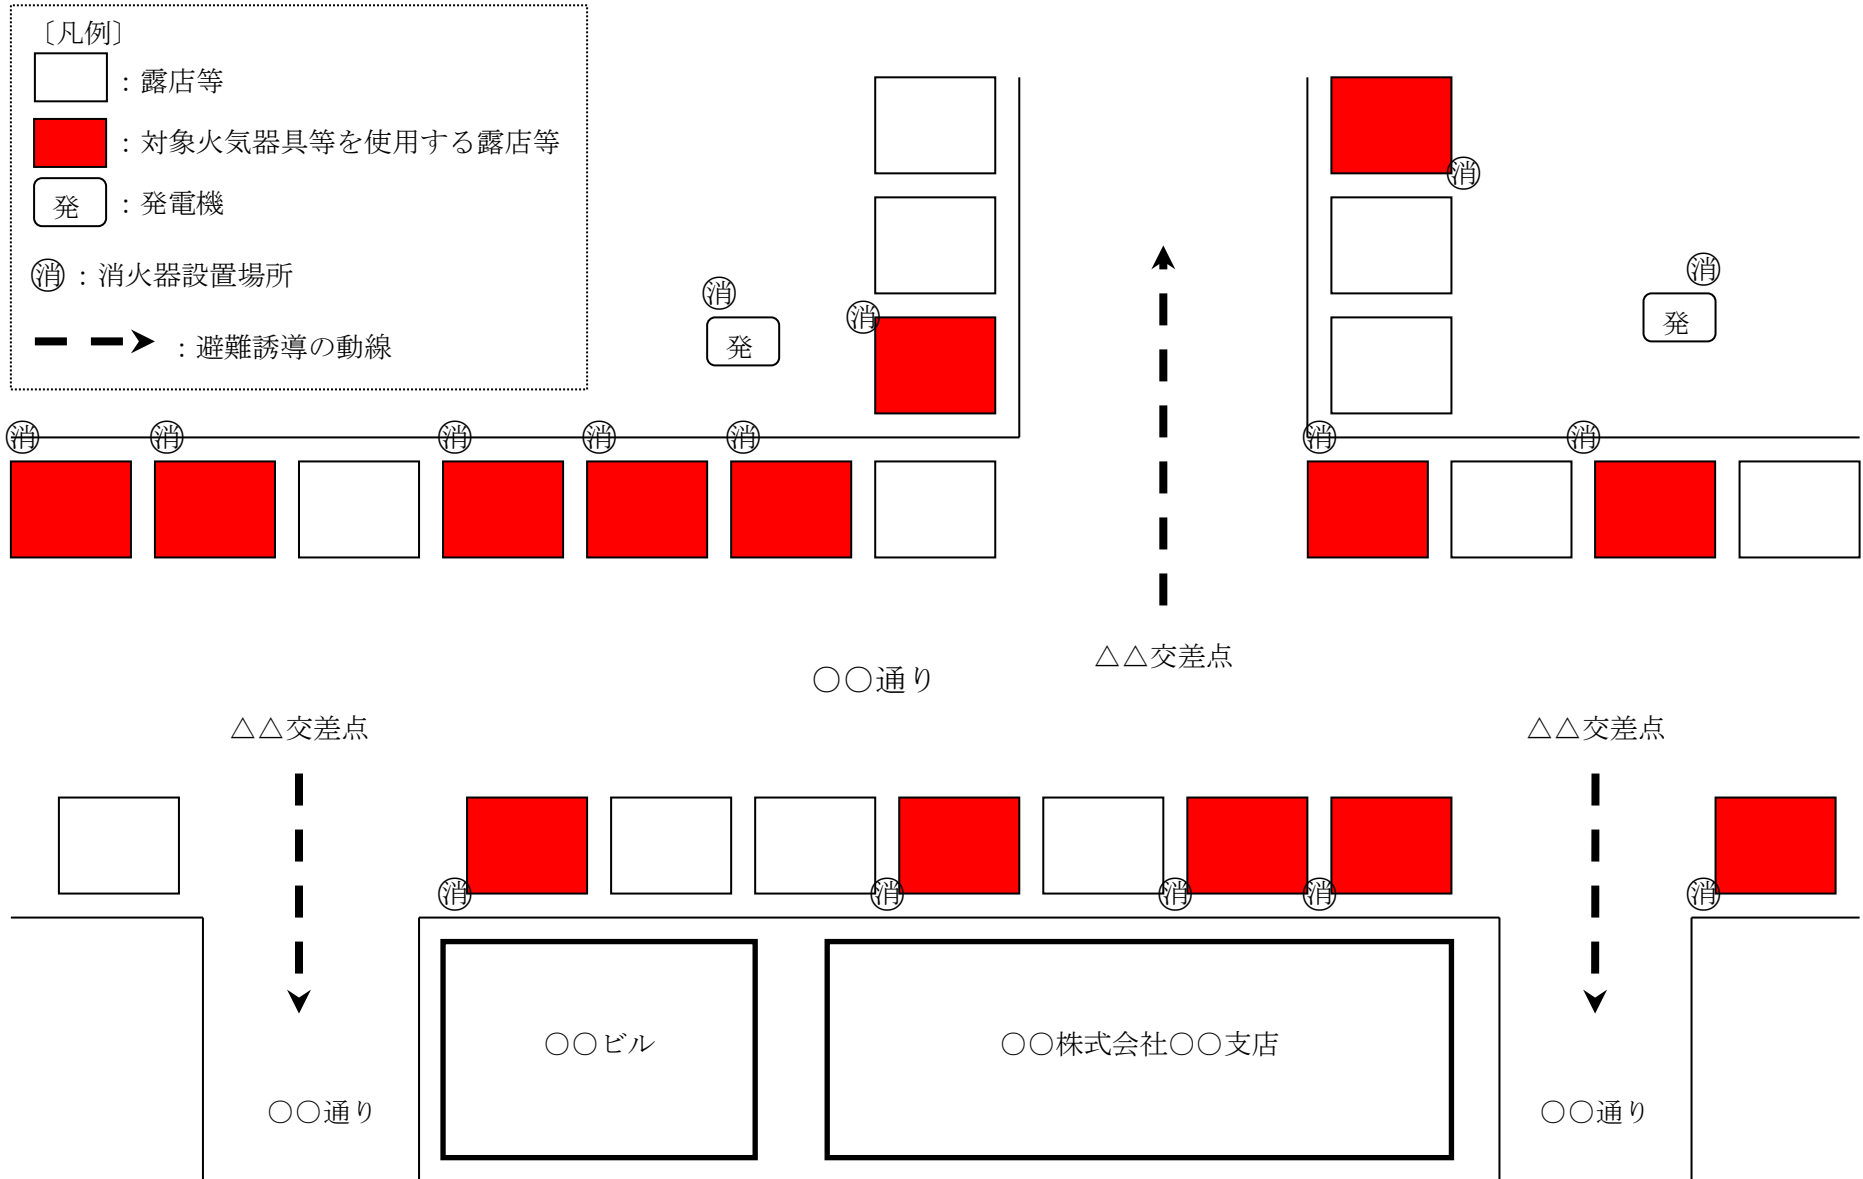 〔凡例〕
：露店等
：対象火気器具等を使用する露店等
発 ：発電機
消 ：消火器設置場所
：避難誘導の動線
消
消
消
消
発
発
消 消 消 消 消 消 消
△△交差点
○○通り
△△交差点 △△交差点
消 消 消 消 消
○○ビル ○○株式会社○○支店
○○通り ○○通り